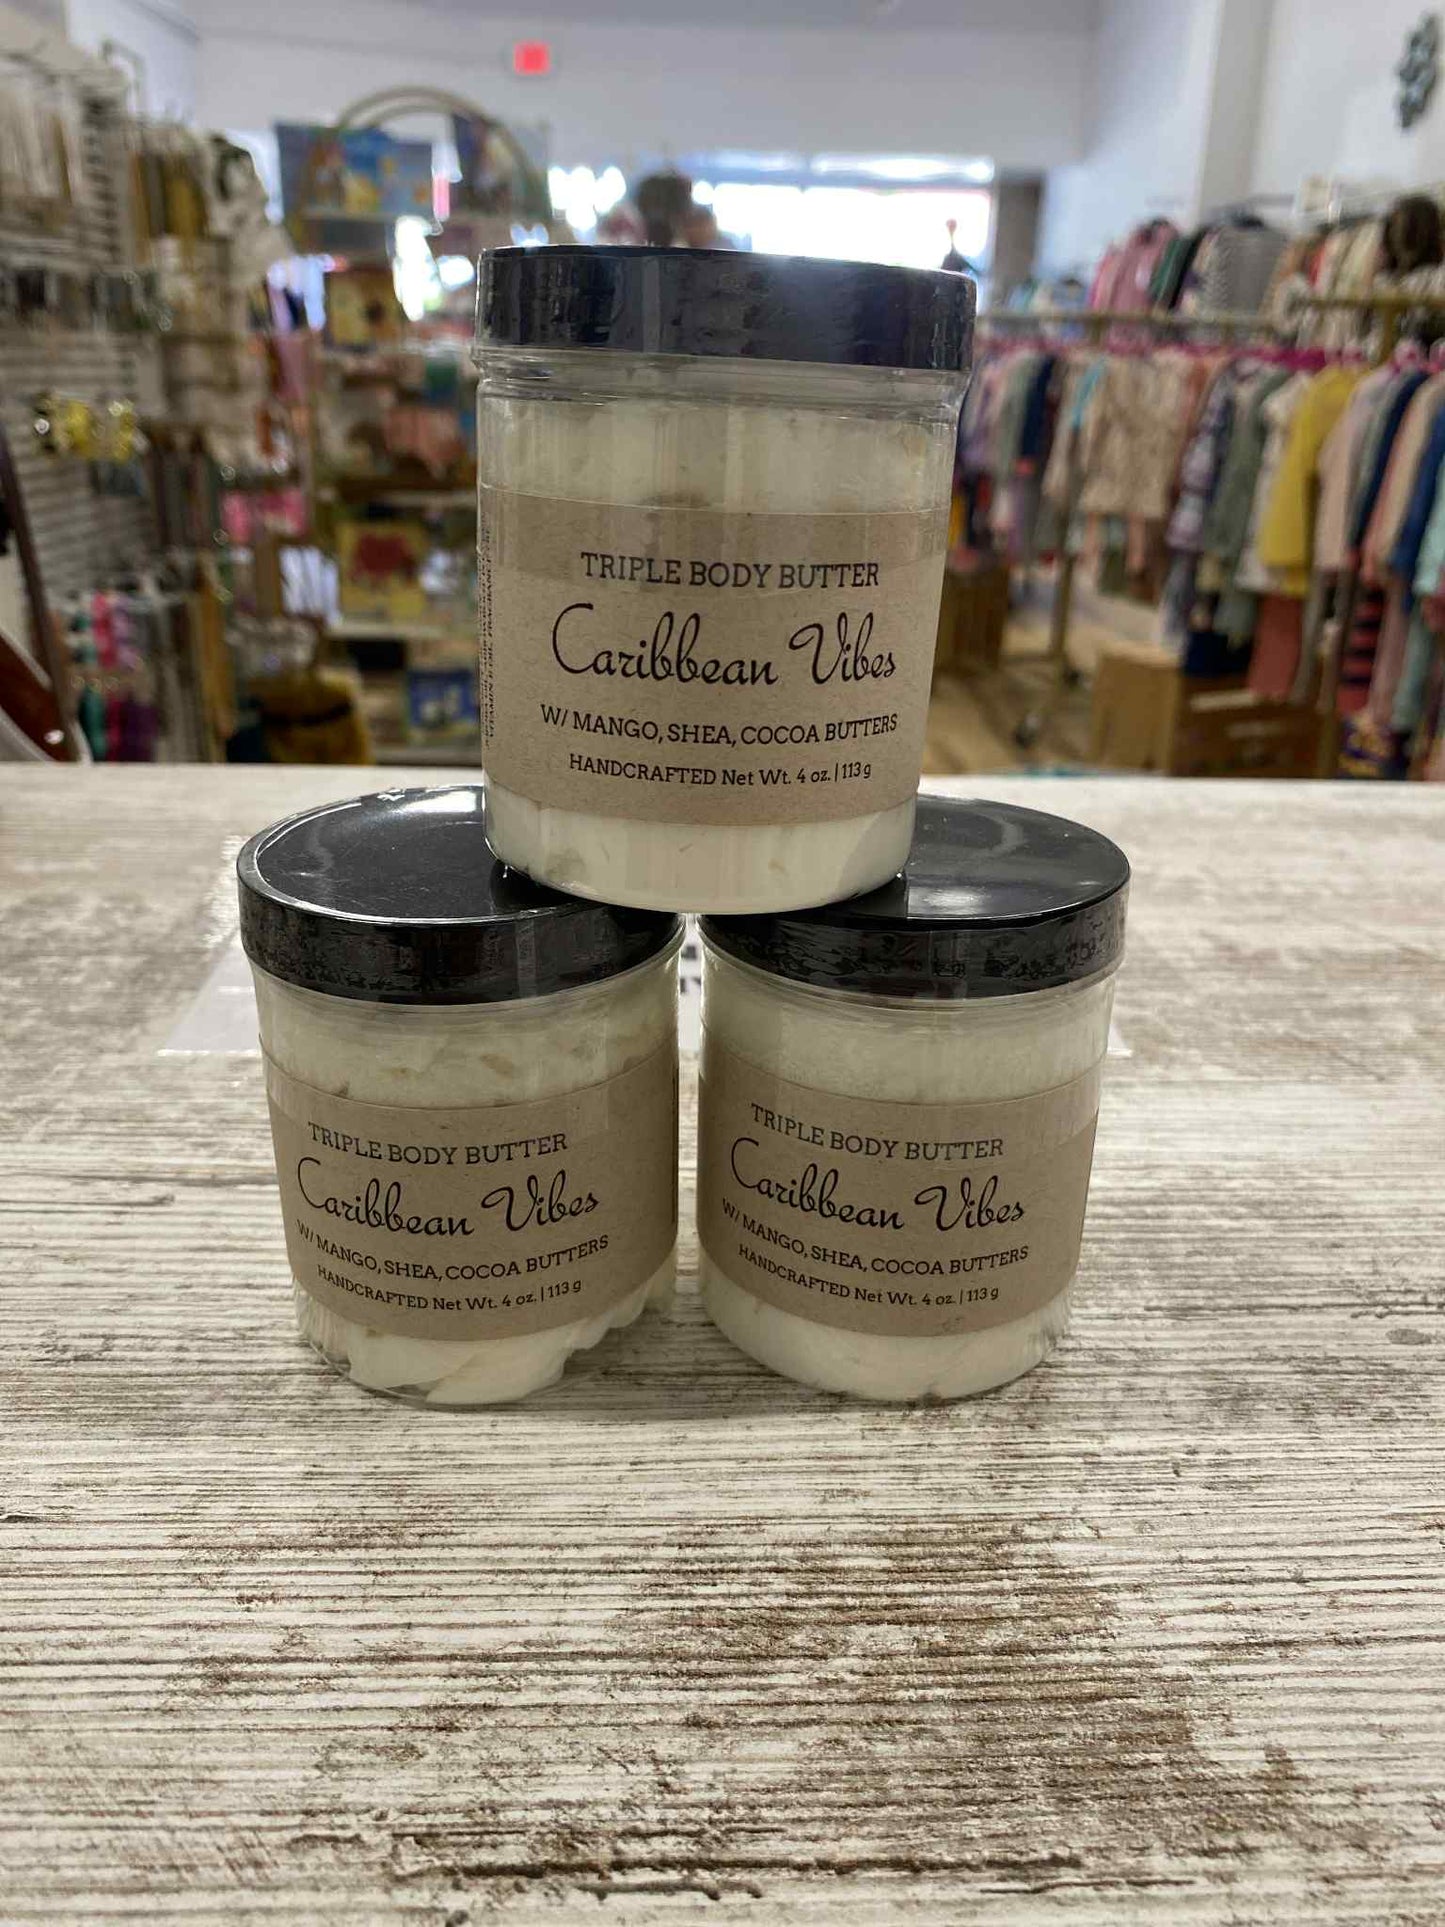 TRIPLE BODY BUTTER
Caribbean Vibes
W/ MANGO, SHEA, COCOA BUTTERS
HANDCRAFTED Net Wt. 4 oz. | 113 g
TRIPLE BODY BUTTER
Caribbean Vibes
W/ MANGO, SHEA, COCOA BUTTERS
HANDCRAFTED Net Wt. 4 oz. | 113 g
TRIPLE BODY BUTTER
Caribbean Vibes
W/ MANGO, SHEA, COCOA BUTTERS
HANDCRAFTED Net Wt. 4 oz. | 113 g